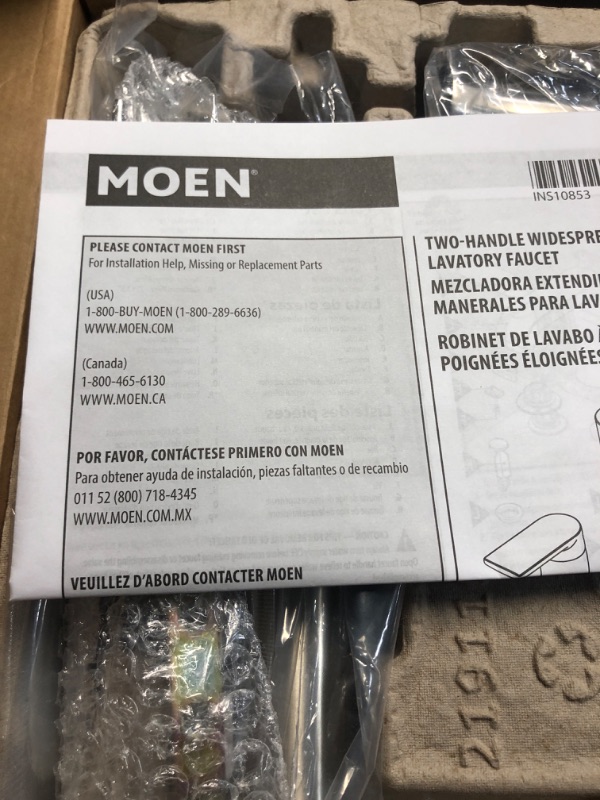 MOEN®
INS10853
PLEASE CONTACT MOEN FIRST
For Installation Help, Missing or Replacement Parts
(USA)
1-800-BUY-MOEN (1-800-289-6636)
WWW.MOEN.COM
(Canada)
1-800-465-6130
WWW.MOEN.CA
POR FAVOR, CONTÁCTESE PRIMERO CON MOEN
Para obtener ayuda de instalación, piezas faltantes o de recambio
011 52 (800) 718-4345
WWW.MOEN.COM.MX
VEUILLEZ D'ABORD CONTACTER MOEN
TWO-HANDLE WIDESPRE
LAVATORY FAUCET
MEZCLADORA EXTENDI
MANERALES PARA LAV
ROBINET DE LAVABO
POIGNÉES ÉLOIGNÉES